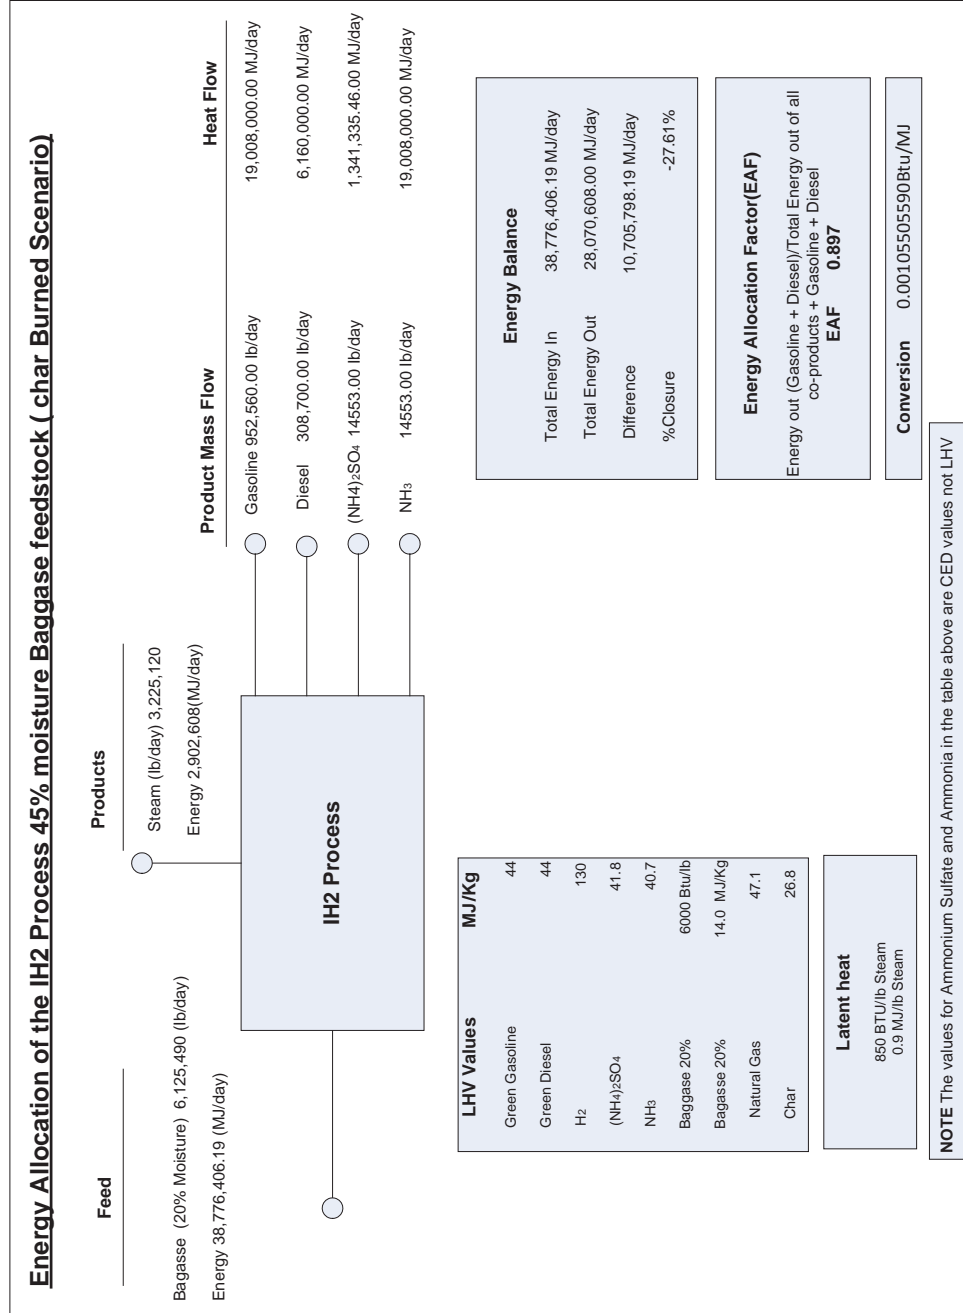 Energy Allocation of the IH2 Process 45% moisture Baggase feedstock ( char Burned Scenario)
Feed
Bagasse (20% Moisture) 6,125,490 (lb/day)
Energy 38,776,406.19 (MJ/day)
Products
Steam (lb/day) 3,225,120
Energy 2,902,608(MJ/day)
IH2 Process
Product Mass Flow Heat Flow
Gasoline 952,560.00 lb/day 19,008,000.00 MJ/day
Diesel 308,700.00 lb/day 6,160,000.00 MJ/day
(NH4)2SO4 14553.00 lb/day 1,341,335.46.00 MJ/day
NH3 14553.00 lb/day 19,008,000.00 MJ/day
LHV Values MJ/Kg
Green Gasoline 44
Green Diesel 44
H2 130
(NH4)2SO4 41.8
NH3 40.7
Baggase 20% 6000 Btu/lb
Bagasse 20% 14.0 MJ/Kg
Natural Gas 47.1
Char 26.8
Latent heat
850 BTU/lb Steam
0.9 MJ/lb Steam
Energy Balance
Total Energy In 38,776,406.19 MJ/day
Total Energy Out 28,070,608.00 MJ/day
Difference 10,705,798.19 MJ/day
%Closure -27.61%
Energy Allocation Factor(EAF)
Energy out (Gasoline + Diesel)/Total Energy out of all
co-products + Gasoline + Diesel
EAF 0.897
Conversion 0.00105505590Btu/MJ
NOTE The values for Ammonium Sulfate and Ammonia in the table above are CED values not LHV